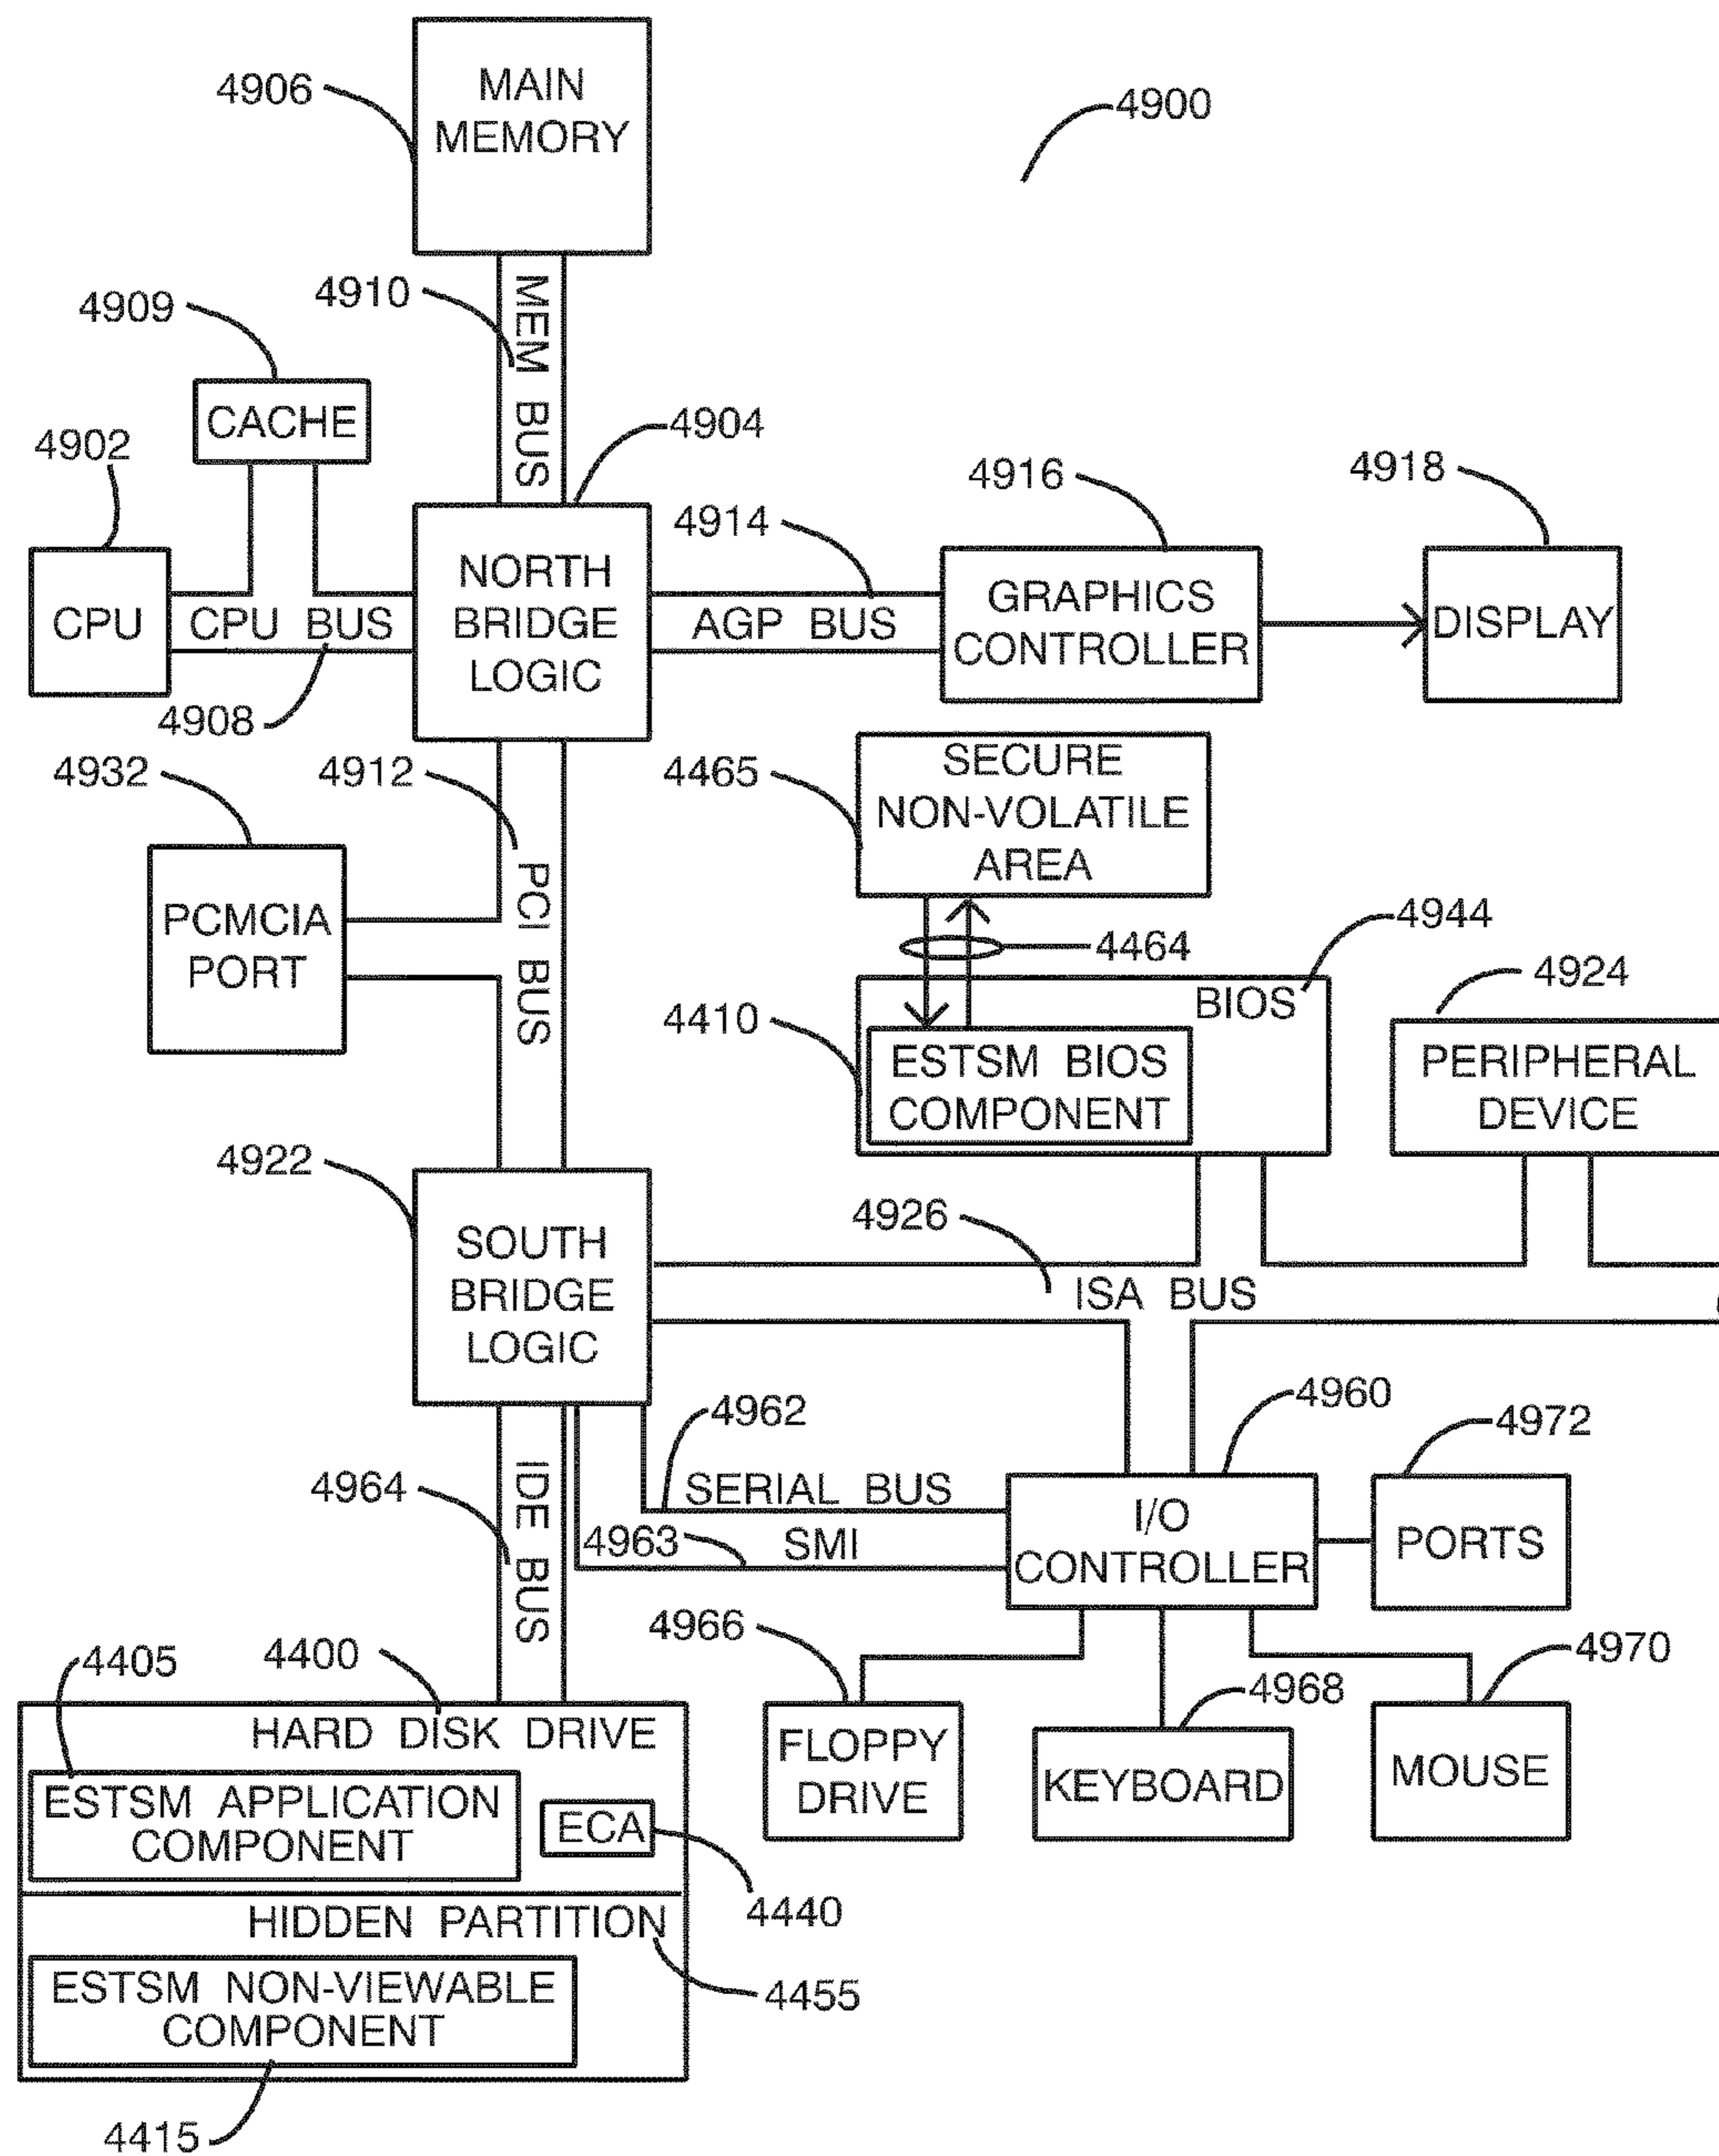 4906
MAIN
MEMORY
4900
4909
4910
MEM BUS
CACHE
4902
4904
4916
4918
4914
CPU
CPU BUS
NORTH
BRIDGE
LOGIC
AGP BUS
GRAPHICS
CONTROLLER
DISPLAY
4908
4932
4912
4465
SECURE
NON-VOLATILE
AREA
PCMCIA
PORT
PCI BUS
4464
4944
4924
BIOS
4410
ESTSM BIOS
COMPONENT
PERIPHERAL
DEVICE
4922
4926
SOUTH
BRIDGE
LOGIC
ISA BUS
4962
4960
4972
4964
IDE BUS
SERIAL BUS
4963
SMI
I/O
CONTROLLER
PORTS
4405
4400
4966
4968
4970
HARD DISK DRIVE
FLOPPY
DRIVE
KEYBOARD
MOUSE
ESTSM APPLICATION
COMPONENT
ECA
4440
HIDDEN PARTITION
4455
ESTSM NON-VIEWABLE
COMPONENT
4415